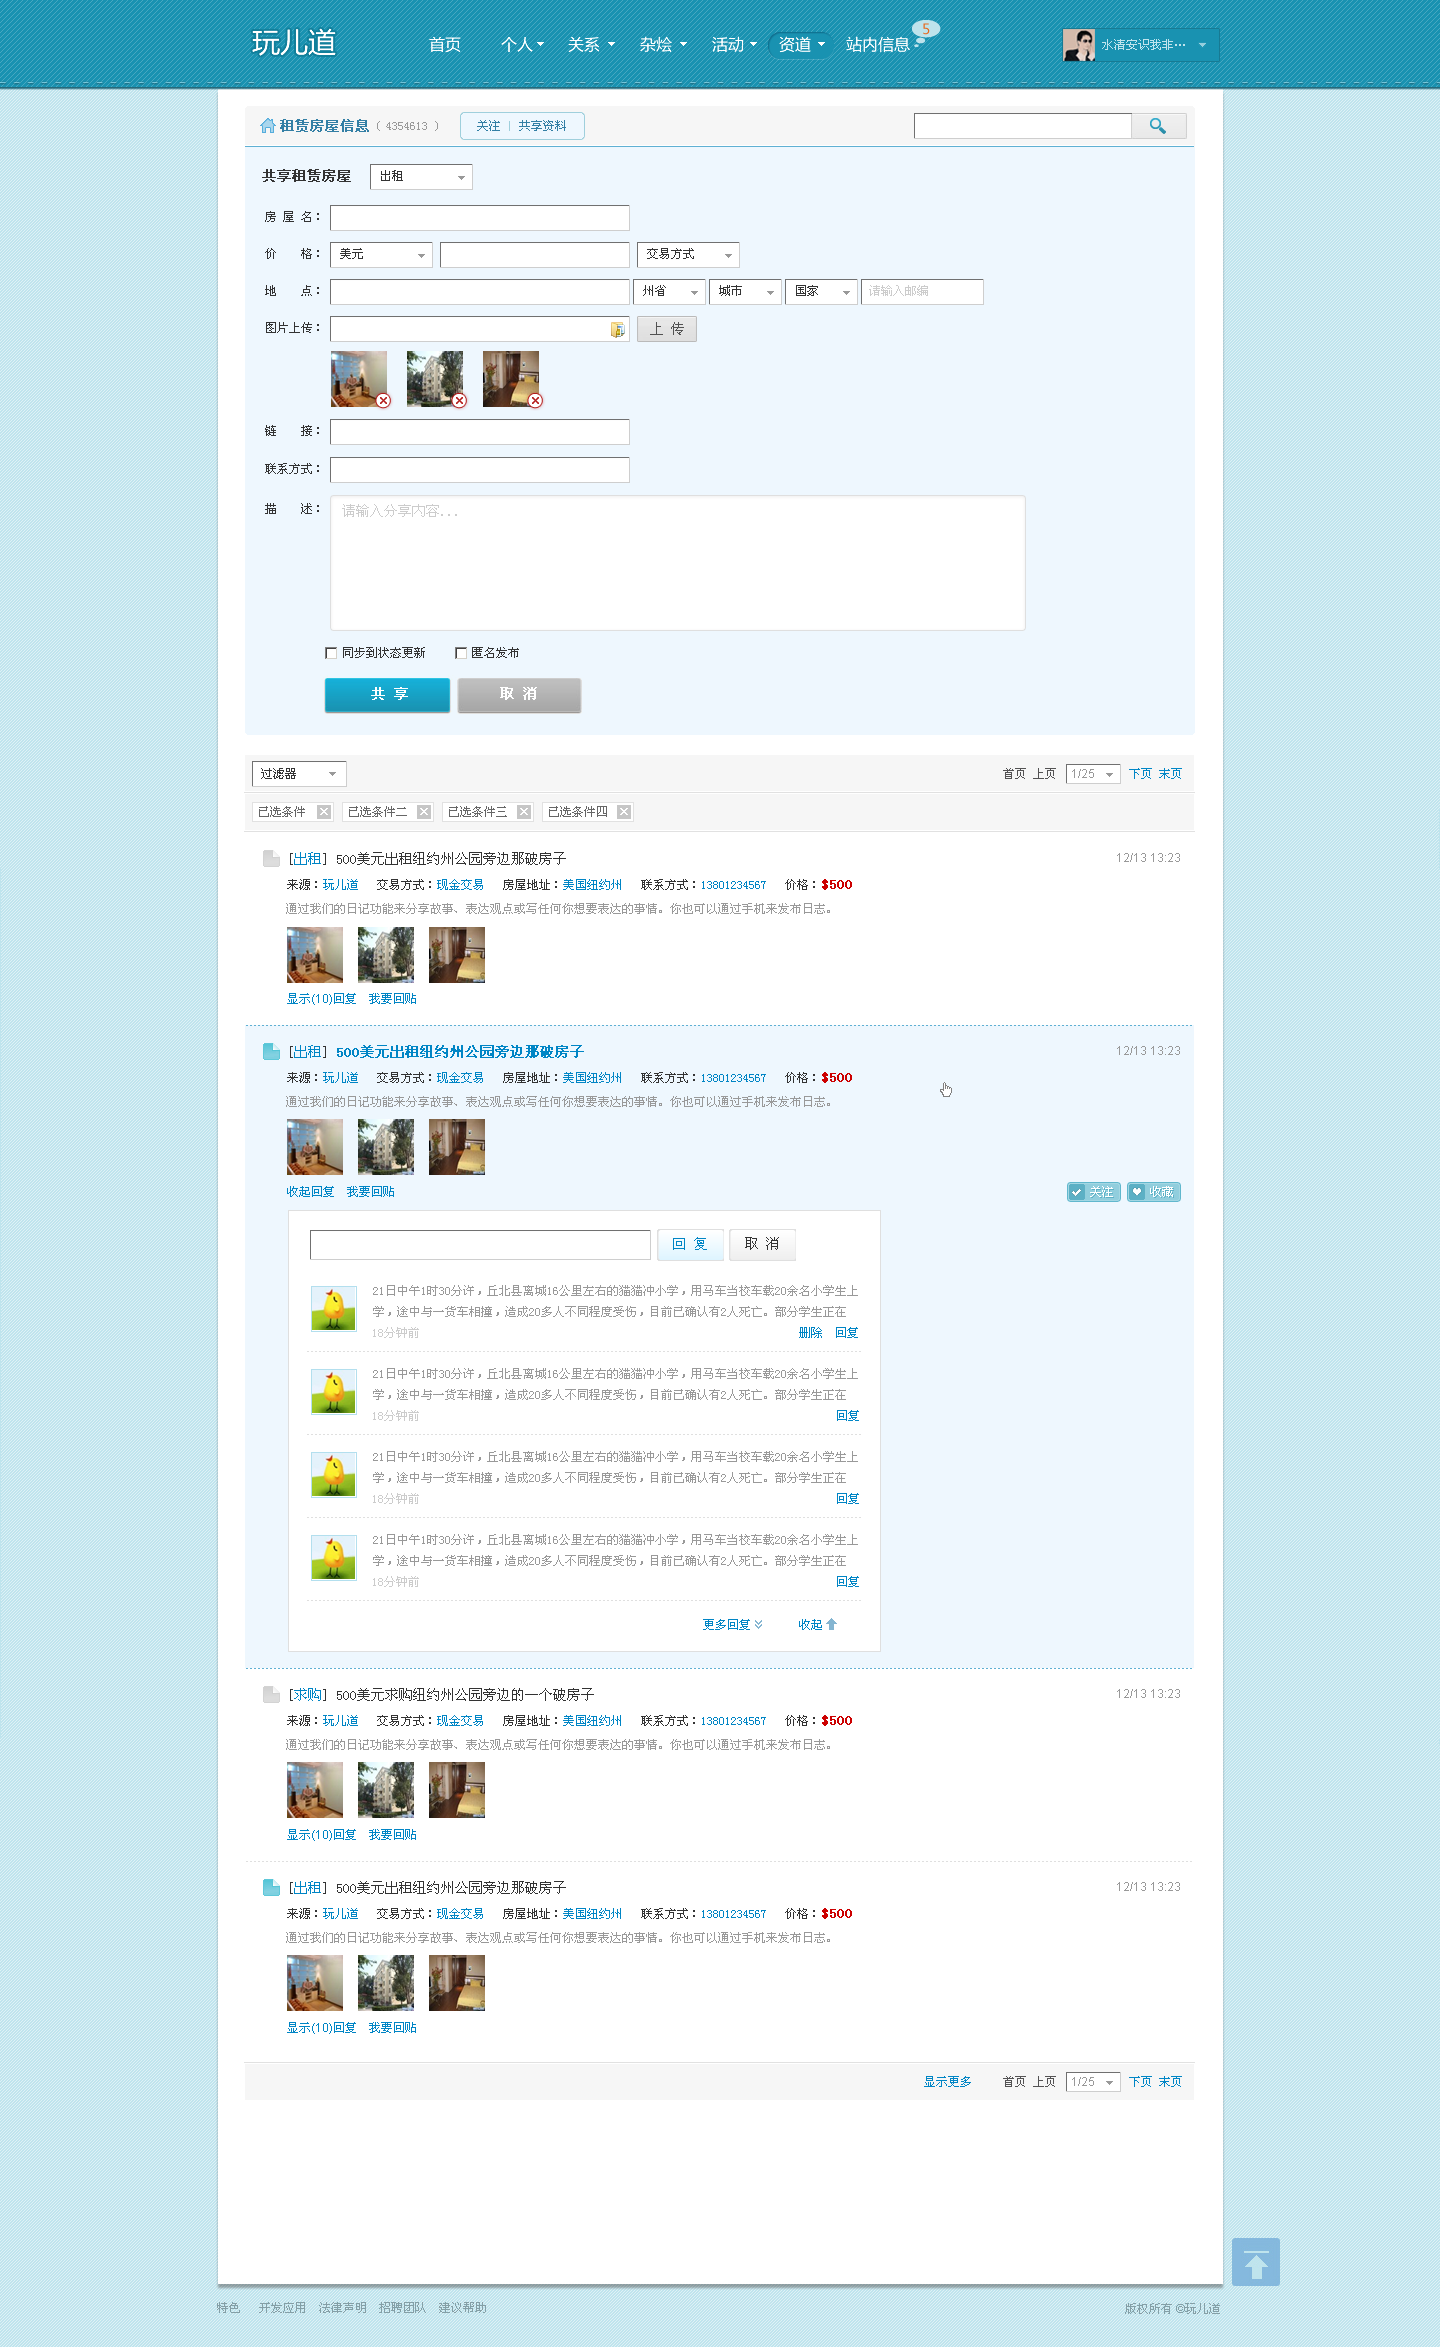 玩儿道 首页 个人 关系 杂烩 活动 资道 站内信息 5 水清安识我非…
租赁房屋信息 ( 4354613 ) 关注 | 共享资料
共享租赁房屋 出租
房 屋 名：
价 格： 美元 交易方式
地 点： 州省 城市 国家 请输入邮编
图片上传： 上 传
链 接：
联系方式：
描 述： 请输入分享内容...
同步到状态更新 匿名发布
共 享 取 消
过滤器 首页 上页 1/25 下页 末页
已选条件 已选条件二 已选条件三 已选条件四
[出租] 500美元出租纽约州公园旁边那破房子 12/13 13:23
来源：玩儿道 交易方式：现金交易 房屋地址：美国纽约州 联系方式：13801234567 价格：$500
通过我们的日记功能来分享故事、表达观点或写任何你想要表达的事情。你也可以通过手机来发布日志。
显示(10)回复 我要回贴
[出租] 500美元出租纽约州公园旁边那破房子 12/13 13:23
来源：玩儿道 交易方式：现金交易 房屋地址：美国纽约州 联系方式：13801234567 价格：$500
通过我们的日记功能来分享故事、表达观点或写任何你想要表达的事情。你也可以通过手机来发布日志。
收起回复 我要回贴 关注 收藏
回 复 取 消
21日中午1时30分许，丘北县离城16公里左右的猫猫冲小学，用马车当校车载20余名小学生上
学，途中与一货车相撞，造成20多人不同程度受伤，目前已确认有2人死亡。部分学生正在
18分钟前 删除 回复
21日中午1时30分许，丘北县离城16公里左右的猫猫冲小学，用马车当校车载20余名小学生上
学，途中与一货车相撞，造成20多人不同程度受伤，目前已确认有2人死亡。部分学生正在
18分钟前 回复
21日中午1时30分许，丘北县离城16公里左右的猫猫冲小学，用马车当校车载20余名小学生上
学，途中与一货车相撞，造成20多人不同程度受伤，目前已确认有2人死亡。部分学生正在
18分钟前 回复
21日中午1时30分许，丘北县离城16公里左右的猫猫冲小学，用马车当校车载20余名小学生上
学，途中与一货车相撞，造成20多人不同程度受伤，目前已确认有2人死亡。部分学生正在
18分钟前 回复
更多回复 收起
[求购] 500美元求购纽约州公园旁边的一个破房子 12/13 13:23
来源：玩儿道 交易方式：现金交易 房屋地址：美国纽约州 联系方式：13801234567 价格：$500
通过我们的日记功能来分享故事、表达观点或写任何你想要表达的事情。你也可以通过手机来发布日志。
显示(10)回复 我要回贴
[出租] 500美元出租纽约州公园旁边那破房子 12/13 13:23
来源：玩儿道 交易方式：现金交易 房屋地址：美国纽约州 联系方式：13801234567 价格：$500
通过我们的日记功能来分享故事、表达观点或写任何你想要表达的事情。你也可以通过手机来发布日志。
显示(10)回复 我要回贴
显示更多 首页 上页 1/25 下页 末页
特色 开发应用 法律声明 招聘团队 建议帮助 版权所有 ©玩儿道